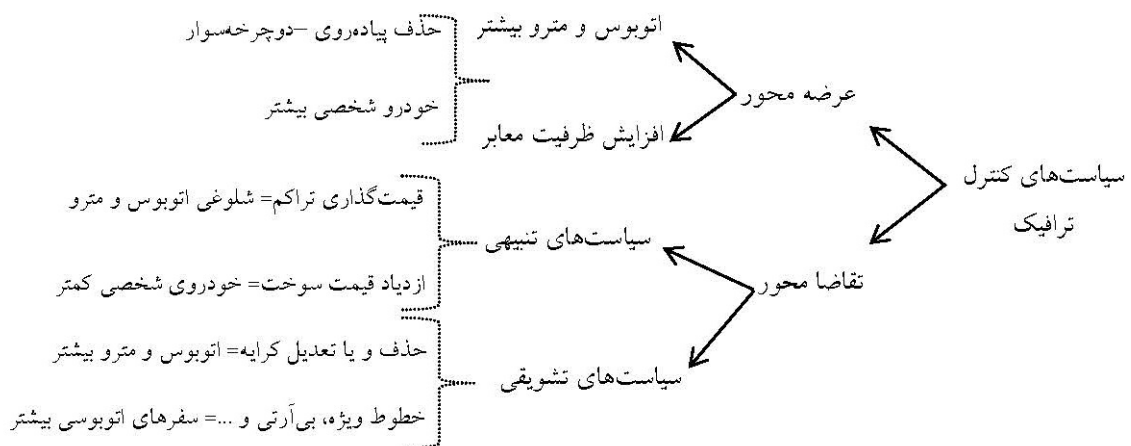 سیاست‌های کنترل
ترافیک
عرضه محور
اتوبوس و مترو بیشتر
افزایش ظرفیت معابر
حذف پیاده‌روی –دوچرخه‌سوار
خودرو شخصی بیشتر
تقاضا محور
سیاست‌های تنبیهی
قیمت‌گذاری تراکم= شلوغی اتوبوس و مترو
ازدیاد قیمت سوخت= خودروی شخصی کمتر
سیاست‌های تشویقی
حذف و یا تعدیل کرایه= اتوبوس و مترو بیشتر
خطوط ویژه، بی‌آرتی و ...= سفرهای اتوبوسی بیشتر